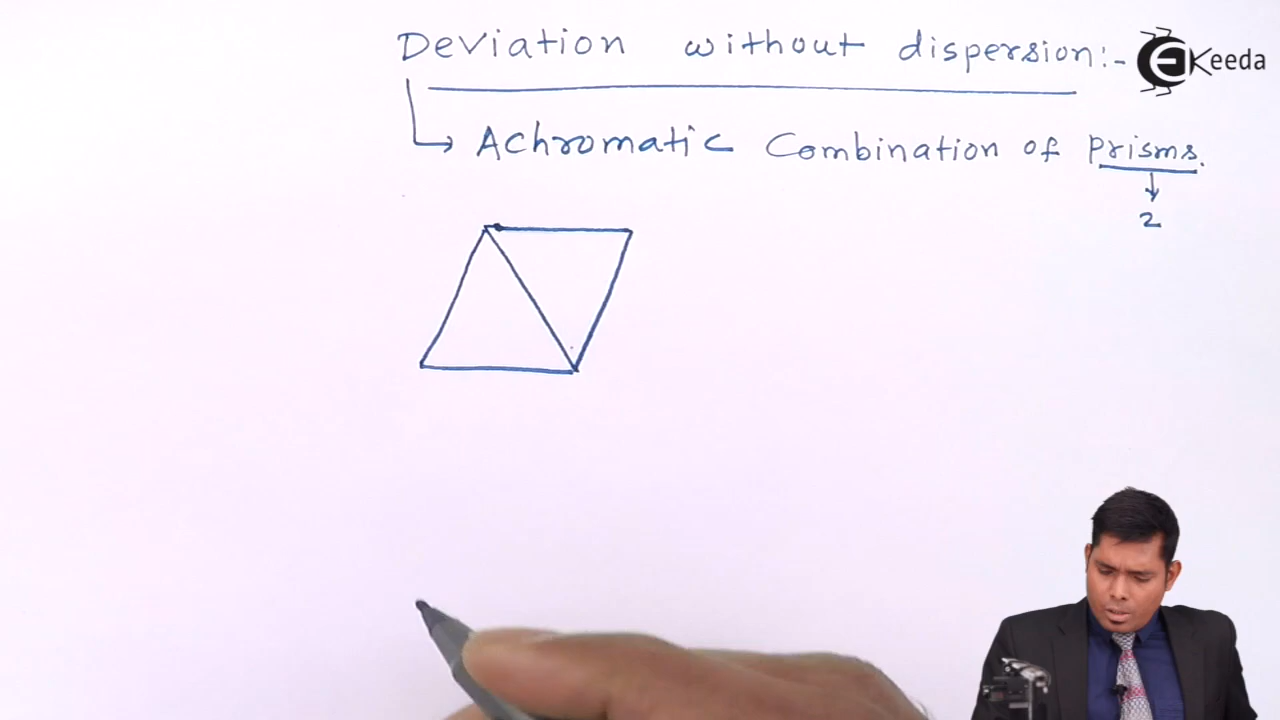 Deviation without dispersion:-
EKeeda
Achromatic Combination of prisms.
2